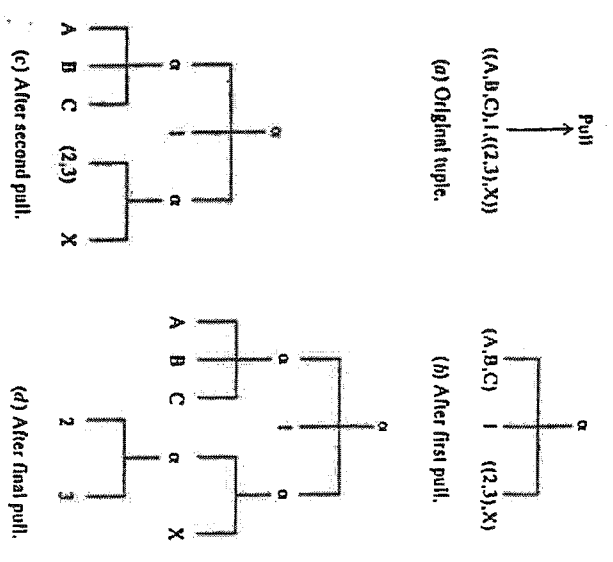 Pull
((A,B,C),1,((2,3),X))
(a) Original tuple.
α
(A,B,C) 1 ((2,3),X)
(b) After first pull.
α
α 1 α
A B C (2,3) X
(c) After second pull.
α
α 1 α
A B C α X
2 3
(d) After final pull.